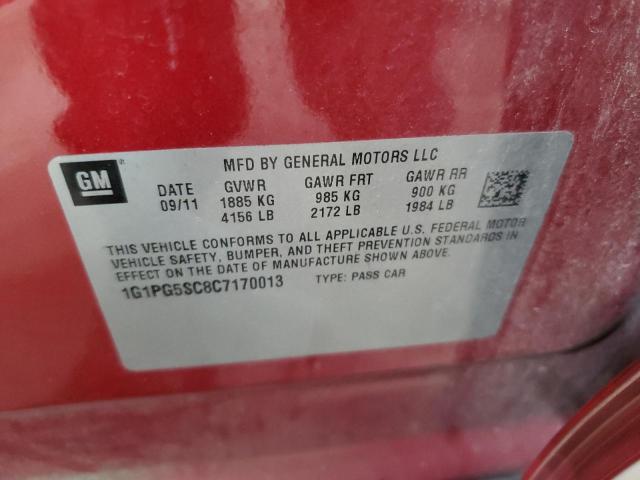 GM
MFD BY GENERAL MOTORS LLC
DATE GVWR GAWR FRT GAWR RR
09/11 1885 KG 985 KG 900 KG
4156 LB 2172 LB 1984 LB
THIS VEHICLE CONFORMS TO ALL APPLICABLE U.S. FEDERAL MOTOR
VEHICLE SAFETY, BUMPER, AND THEFT PREVENTION STANDARDS IN
EFFECT ON THE DATE OF MANUFACTURE SHOWN ABOVE.
1G1PG5SC8C7170013 TYPE: PASS CAR